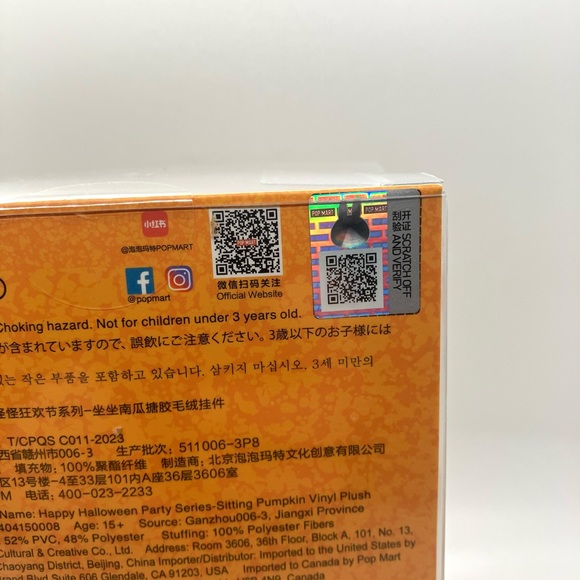 小红书
@泡泡玛特POPMART
@popmart
微信扫码关注
Official Website
POP MART
POP MART
开证 SCRATCH OFF
刮验 AND VERIFY
Choking hazard. Not for children under 3 years old.
が含まれていますので、誤飲にご注意ください。3歳以下のお子様には
있는 작은 부품을 포함하고 있습니다. 삼키지 마십시오. 3세 미만의
怪怪狂欢节系列-坐坐南瓜搪胶毛绒挂件
T/CPQS C011-2023
西省赣州市006-3 生产批次: 511006-3P8
填充物: 100%聚酯纤维 制造商: 北京泡泡玛特文化创意有限公司
区13号楼-4至33层101内A座36层3606室
M 电话: 400-023-2233
Name: Happy Halloween Party Series-Sitting Pumpkin Vinyl Plush
404150008 Age: 15+ Source: Ganzhou006-3, Jiangxi Province
52% PVC, 48% Polyester Stuffing: 100% Polyester Fibers
Cultural & Creative Co., Ltd. Address: Room 3606, 36th Floor, Block A, 101, No. 13,
Chaoyang District, Beijing, China Importer/Distributor: Imported to the United States by
Brand Blvd Suite 606 Glendale, CA 91203, USA Imported to Canada by Pop Mart
Canada